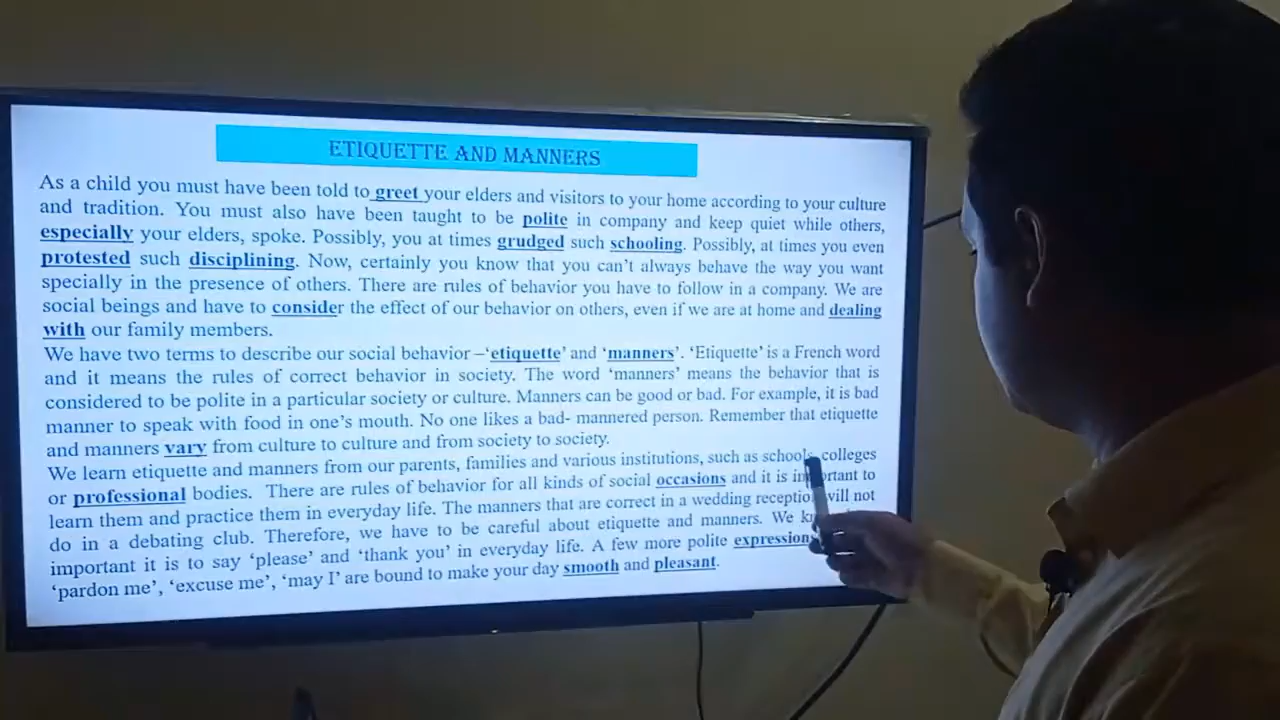 ETIQUETTE AND MANNERS
As a child you must have been told to greet your elders and visitors to your home according to your culture
and tradition. You must also have been taught to be polite in company and keep quiet while others,
especially your elders, spoke. Possibly, you at times grudged such schooling. Possibly, at times you even
protested such disciplining. Now, certainly you know that you can't always behave the way you want
specially in the presence of others. There are rules of behavior you have to follow in a company. We are
social beings and have to consider the effect of our behavior on others, even if we are at home and dealing
with our family members.
We have two terms to describe our social behavior –'etiquette' and 'manners'. 'Etiquette' is a French word
and it means the rules of correct behavior in society. The word 'manners' means the behavior that is
considered to be polite in a particular society or culture. Manners can be good or bad. For example, it is bad
manner to speak with food in one's mouth. No one likes a bad- mannered person. Remember that etiquette
and manners vary from culture to culture and from society to society.
We learn etiquette and manners from our parents, families and various institutions, such as schools, colleges
or professional bodies. There are rules of behavior for all kinds of social occasions and it is important to
learn them and practice them in everyday life. The manners that are correct in a wedding reception will not
do in a debating club. Therefore, we have to be careful about etiquette and manners. We
important it is to say 'please' and 'thank you' in everyday life. A few more polite expressions
'pardon me', 'excuse me', 'may I' are bound to make your day smooth and pleasant.